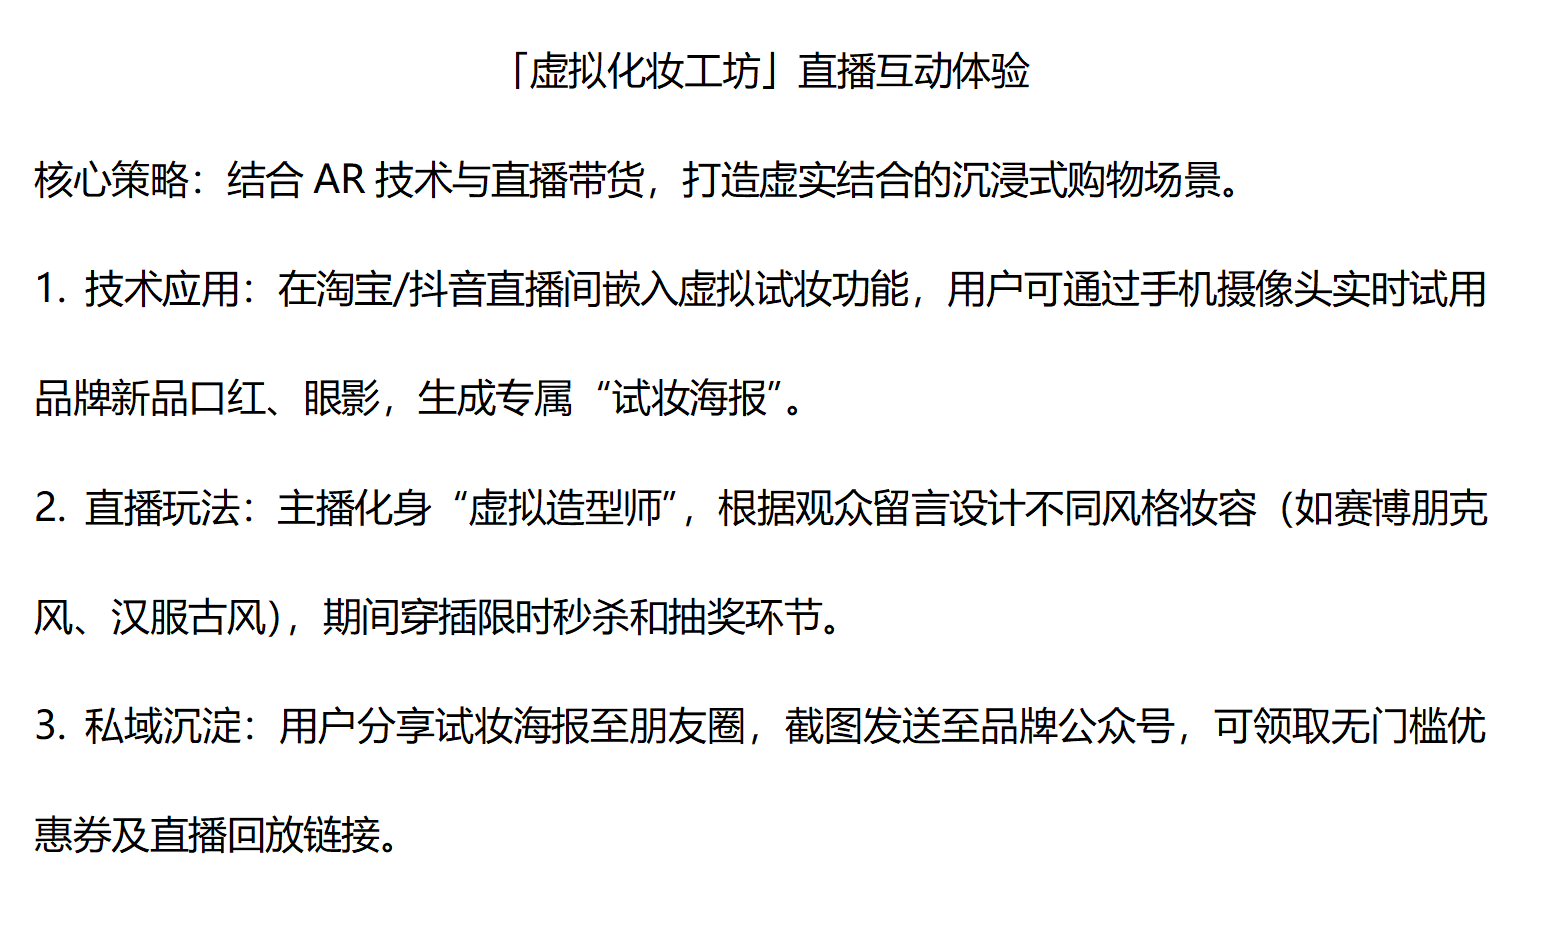 「虚拟化妆工坊」直播互动体验
核心策略：结合 AR 技术与直播带货，打造虚实结合的沉浸式购物场景。
1. 技术应用：在淘宝/抖音直播间嵌入虚拟试妆功能，用户可通过手机摄像头实时试用
品牌新品口红、眼影，生成专属“试妆海报”。
2. 直播玩法：主播化身“虚拟造型师”，根据观众留言设计不同风格妆容（如赛博朋克
风、汉服古风），期间穿插限时秒杀和抽奖环节。
3. 私域沉淀：用户分享试妆海报至朋友圈，截图发送至品牌公众号，可领取无门槛优
惠券及直播回放链接。